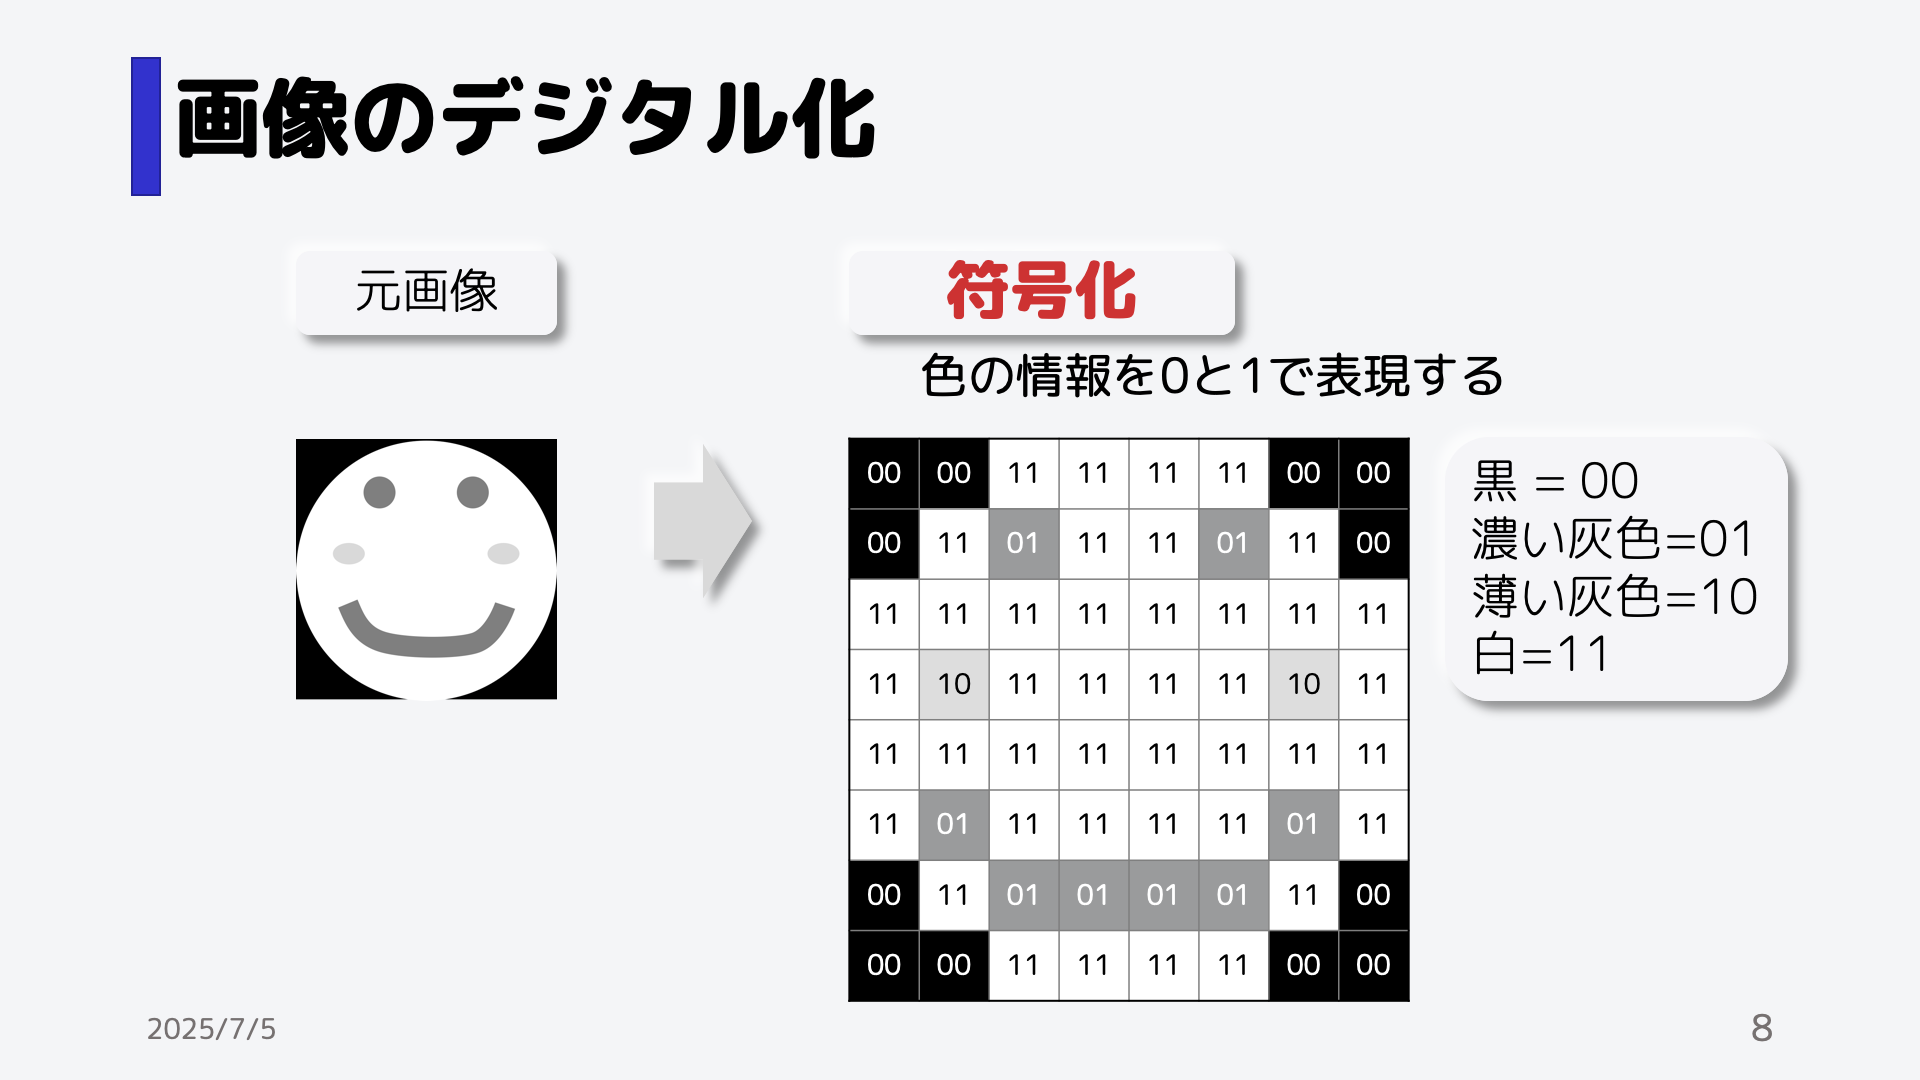 画像のデジタル化
元画像
符号化
色の情報を0と1で表現する
00 00 11 11 11 11 00 00
00 11 01 11 11 01 11 00
11 11 11 11 11 11 11 11
11 10 11 11 11 11 10 11
11 11 11 11 11 11 11 11
11 01 11 11 11 11 01 11
00 11 01 01 01 01 11 00
00 00 11 11 11 11 00 00
黒 = 00
濃い灰色=01
薄い灰色=10
白=11
2025/7/5
8